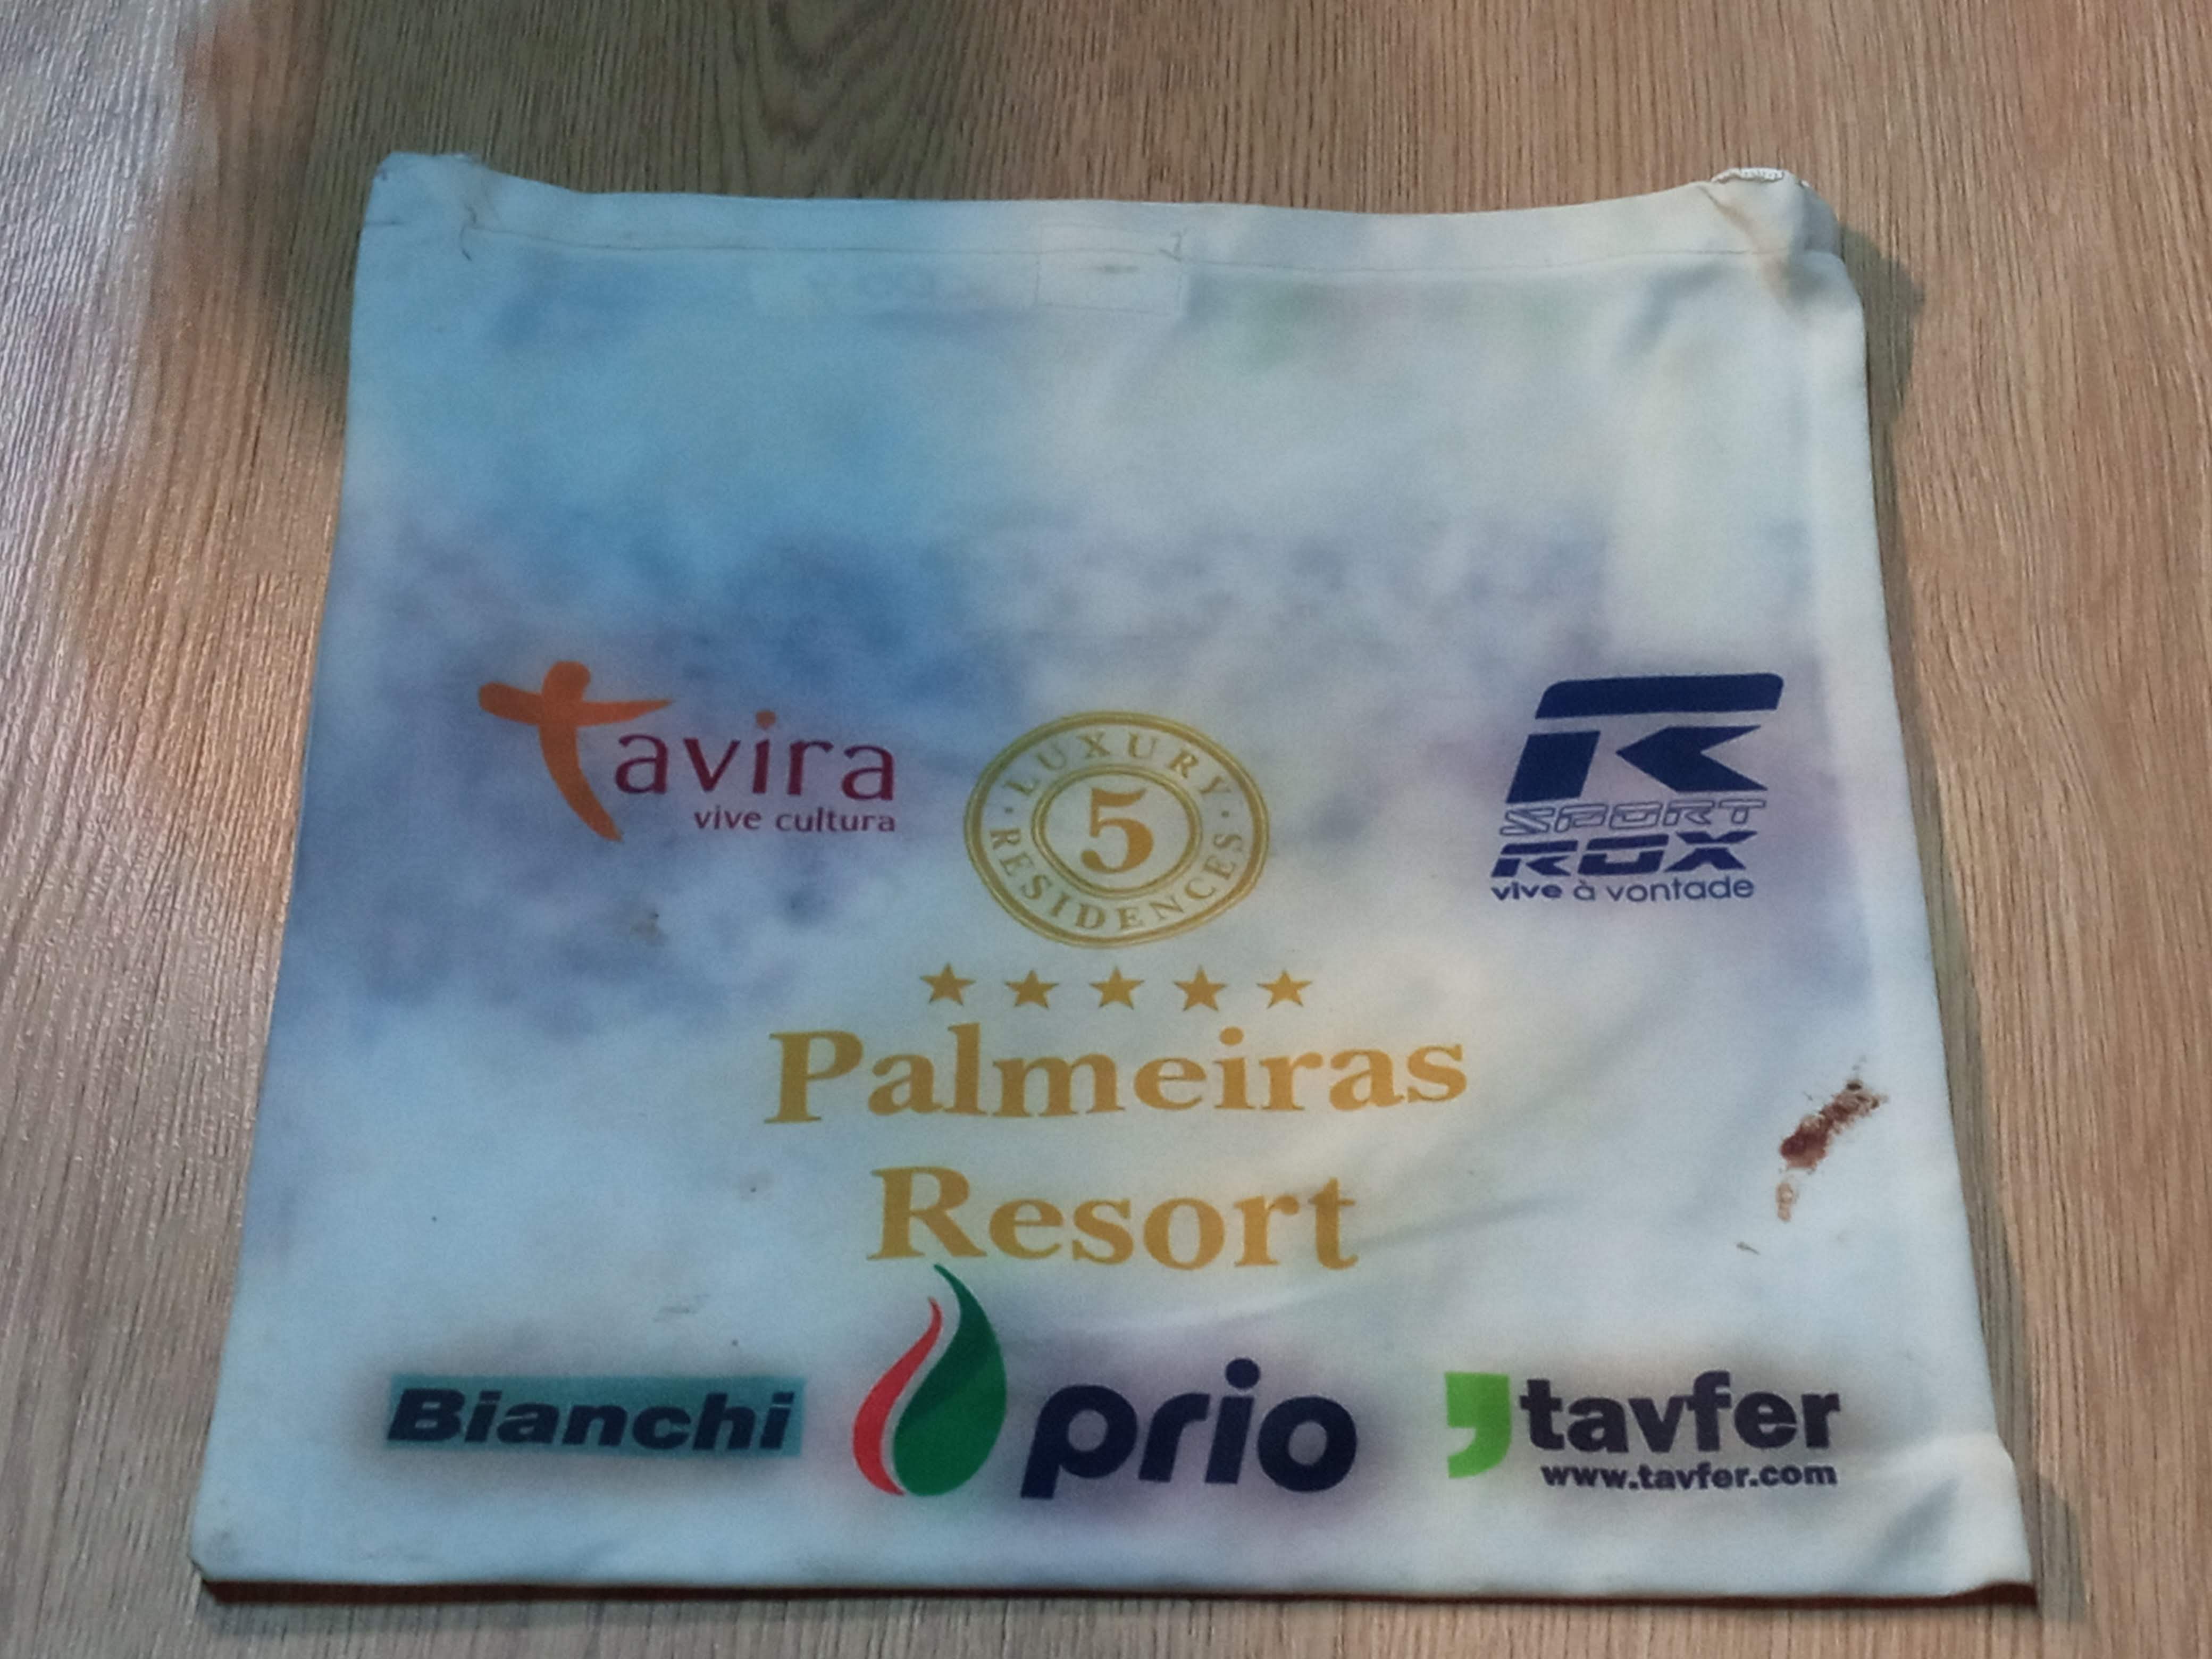 tavira
vive cultura
LUXURY
5
RESIDENCES
R
SPORT
ROX
vive à vontade
Palmeiras
Resort
Bianchi
prio
tavfer
www.tavfer.com